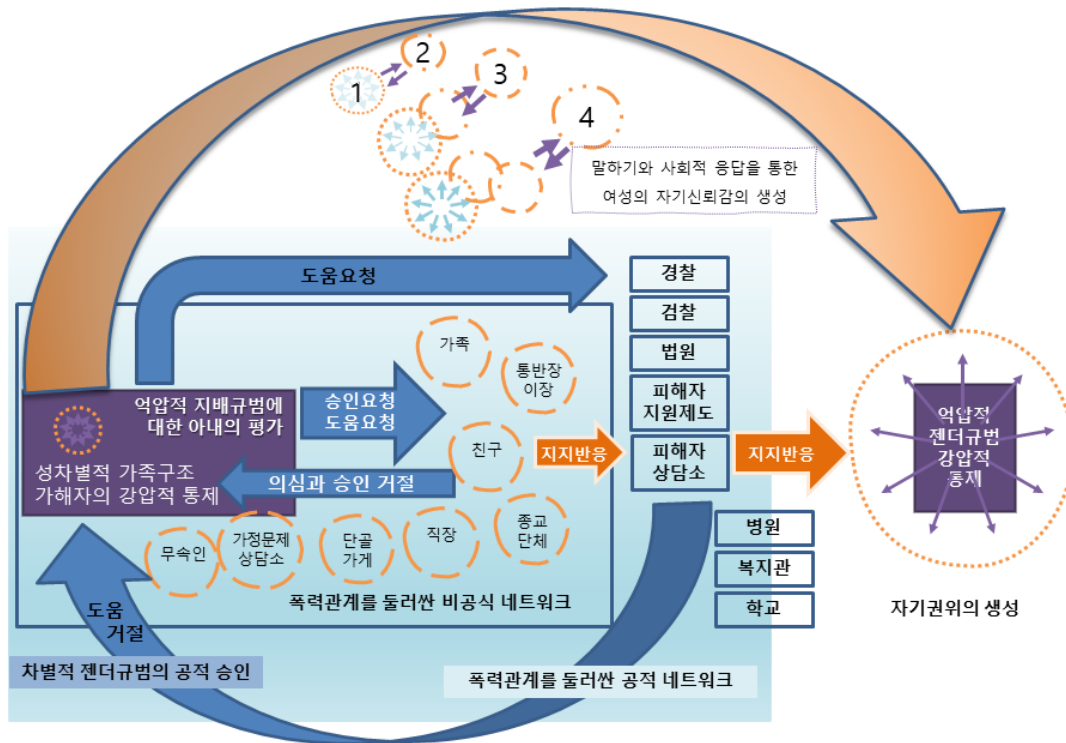 1
2
3
4
말하기와 사회적 응답을 통한
여성의 자기신뢰감의 생성
도움요청
경찰
검찰
법원
피해자
지원제도
피해자
상담소
가족
통반장
이장
억압적 지배규범에
대한 아내의 평가
승인요청
도움요청
친구
지지반응
지지반응
억압적
젠더규범
강압적
통제
성차별적 가족구조
가해자의 강압적 통제
의심과 승인 거절
무속인
가정문제
상담소
단골
가게
직장
종교
단체
병원
복지관
학교
폭력관계를 둘러싼 비공식 네트워크
자기권위의 생성
도움
거절
차별적 젠더규범의 공적 승인
폭력관계를 둘러싼 공적 네트워크